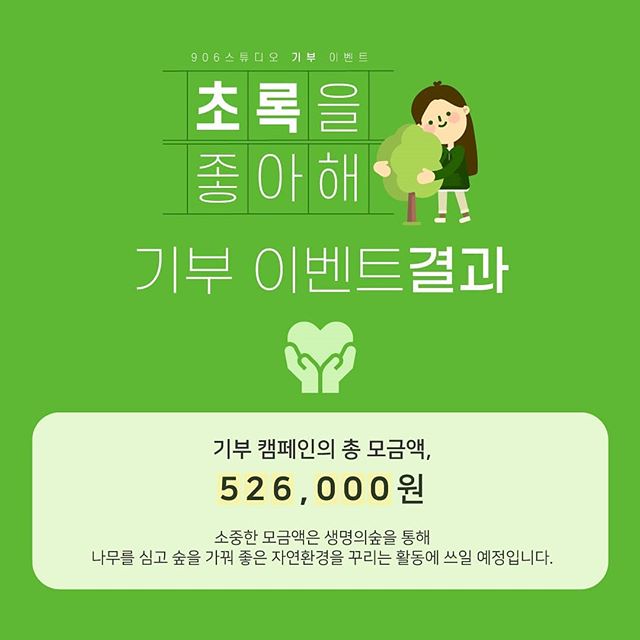 906스튜디오 기부 이벤트
초록을
좋아해
기부 이벤트결과
기부 캠페인의 총 모금액,
526,000원
소중한 모금액은 생명의숲을 통해
나무를 심고 숲을 가꿔 좋은 자연환경을 꾸리는 활동에 쓰일 예정입니다.